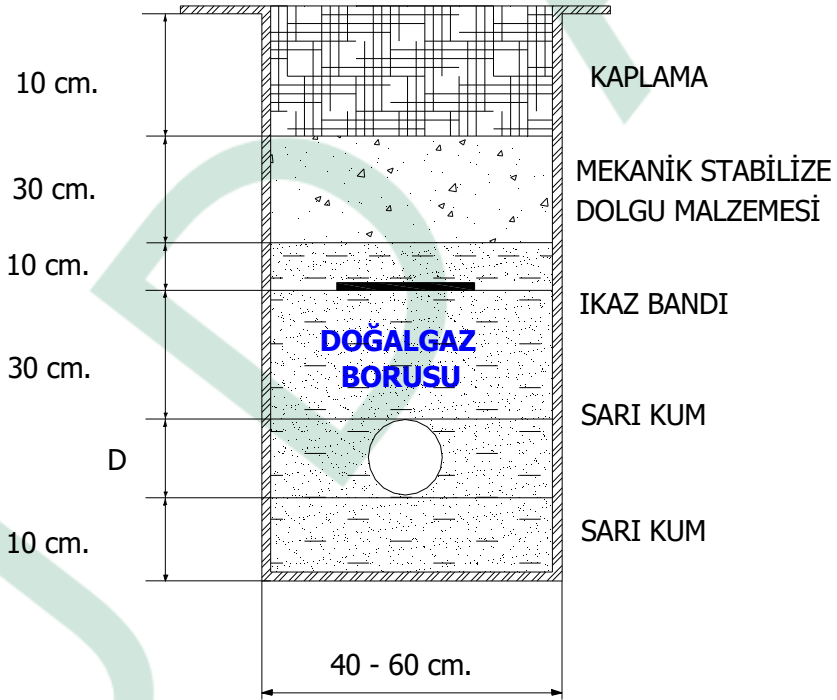 10 cm.
KAPLAMA
30 cm.
MEKANİK STABİLİZE
DOLGU MALZEMESİ
10 cm.
IKAZ BANDI
30 cm.
DOĞALGAZ
BORUSU
SARI KUM
D
10 cm.
SARI KUM
40 - 60 cm.